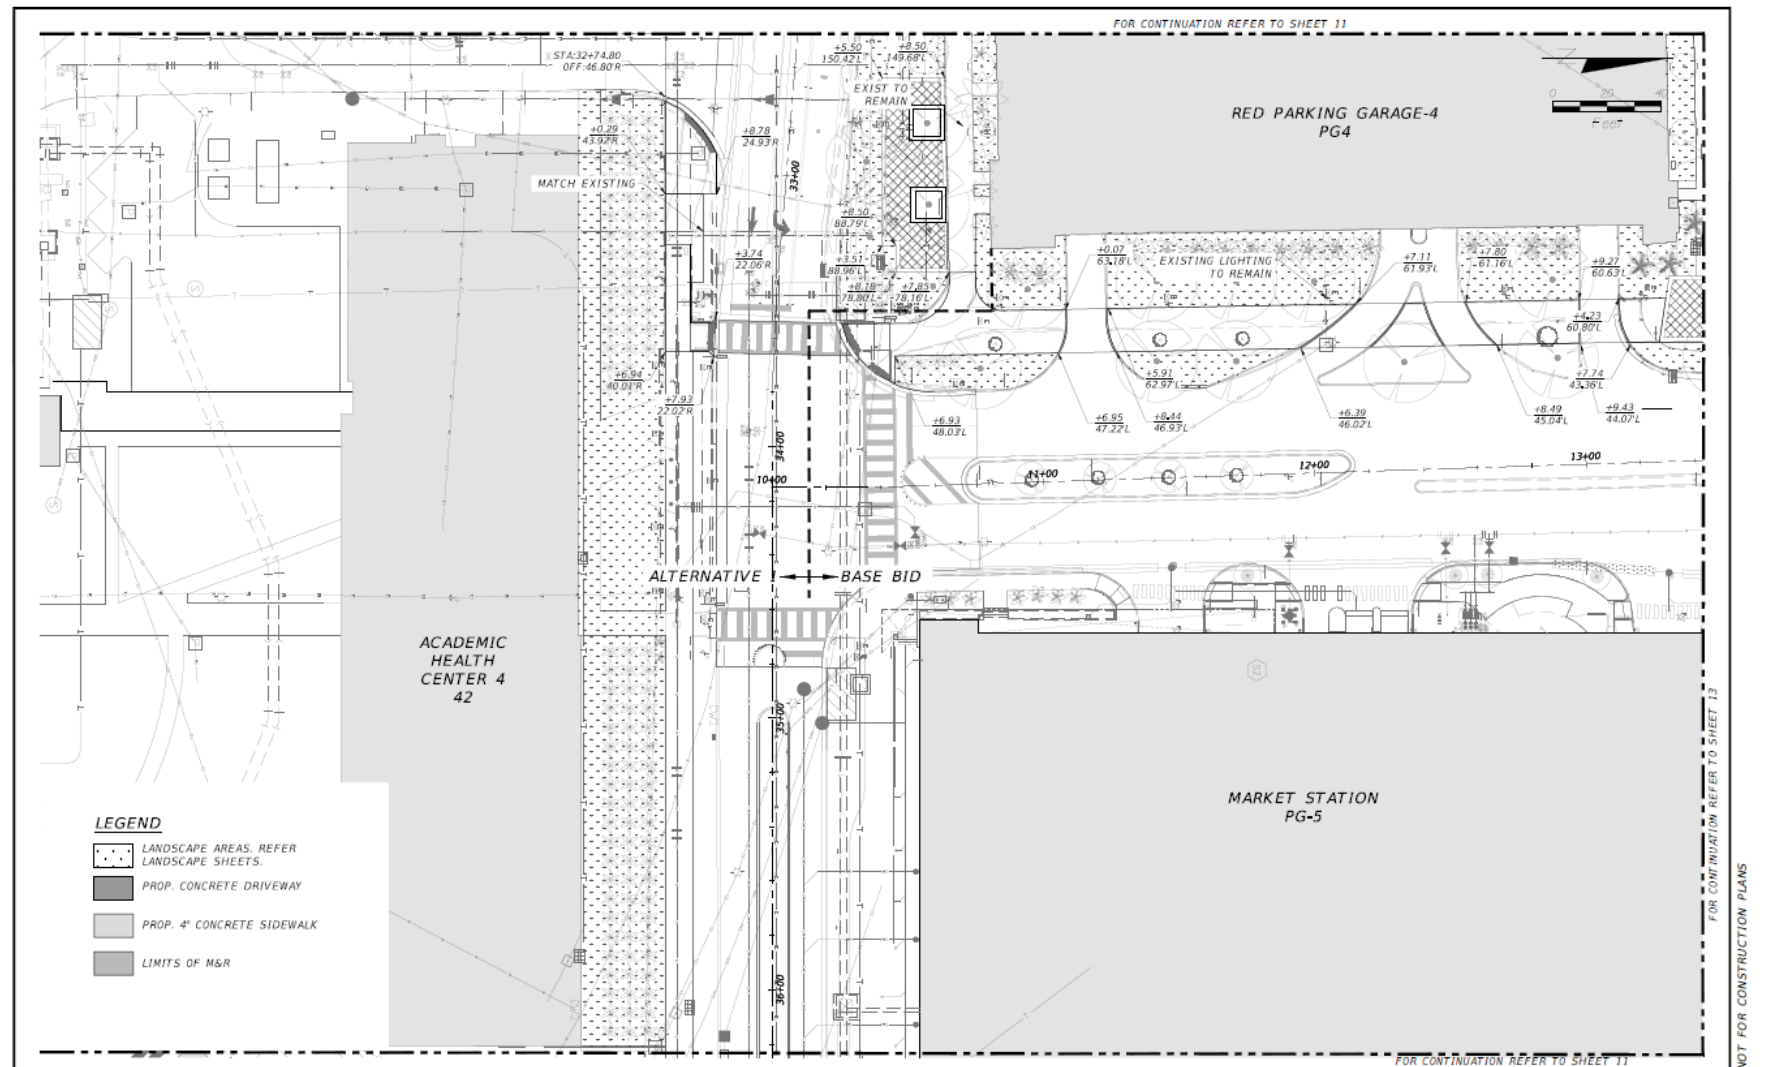 FOR CONTINUATION REFER TO SHEET 11
STA:32+74.80
OFF:46.80'R
+5.50
150.42'L
+8.50
149.68'L
EXIST TO
REMAIN
RED PARKING GARAGE-4
PG4
N
0 20 40
Feet
+0.29
43.92'R
+8.78
24.93'R
33+00
MATCH EXISTING
+8.50
88.79'L
+3.74
22.06'R
+3.51
88.96'L
+8.18
78.80'L
+7.85
78.16'L
+0.07
63.18'L
EXISTING LIGHTING
TO REMAIN
+7.11
61.93'L
+7.80
61.16'L
+9.27
60.63'L
+4.23
60.80'L
+6.94
40.01'R
+7.93
22.02'R
+5.91
62.97'L
+7.74
43.36'L
+6.93
48.03'L
+6.95
47.22'L
+8.44
46.93'L
+6.39
46.02'L
+8.49
45.04'L
+9.43
44.07'L
34+00
10+00
11+00
12+00
13+00
ALTERNATIVE
BASE BID
ACADEMIC
HEALTH
CENTER 4
42
35+00
52
MARKET STATION
PG-5
36+00
LEGEND
LANDSCAPE AREAS. REFER
LANDSCAPE SHEETS.
PROP. CONCRETE DRIVEWAY
PROP. 4" CONCRETE SIDEWALK
LIMITS OF M&R
FOR CONTINUATION REFER TO SHEET 13
NOT FOR CONSTRUCTION PLANS
FOR CONTINUATION REFER TO SHEET 11